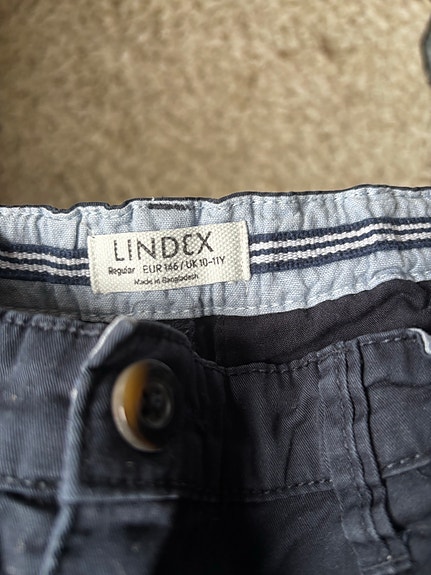 LINDEX
Regular EUR 146 / UK 10-11Y
Made in Bangladesh